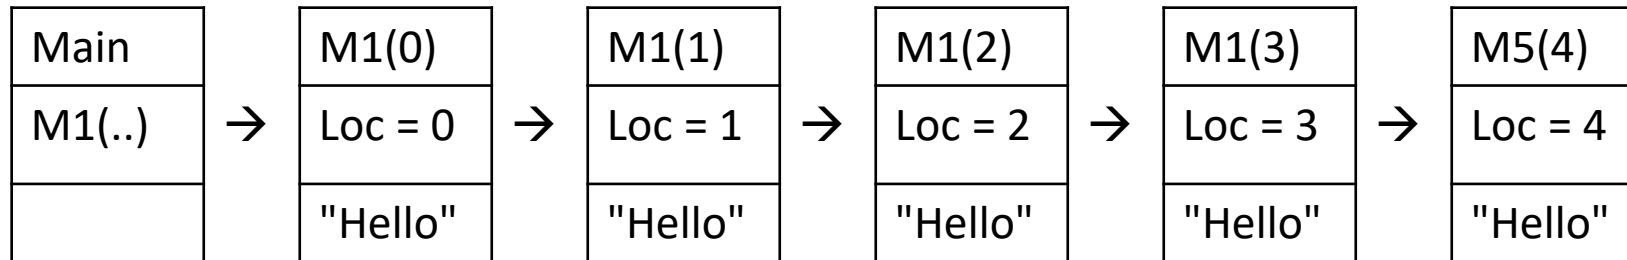 Main → M1(0) → M1(1) → M1(2) → M1(3) → M5(4)
M1(..) → Loc = 0 → Loc = 1 → Loc = 2 → Loc = 3 → Loc = 4
"Hello" "Hello" "Hello" "Hello" "Hello"